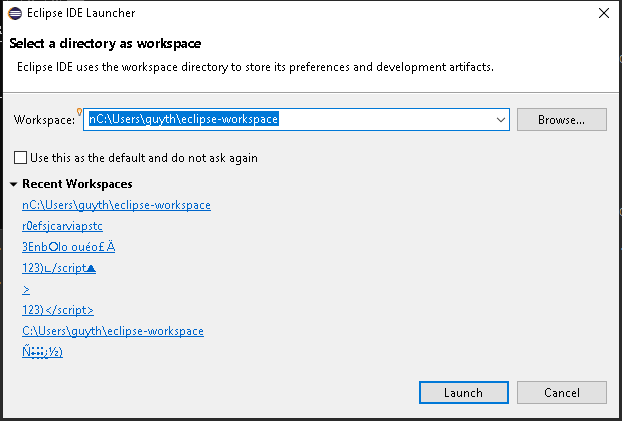 Eclipse IDE Launcher
Select a directory as workspace
Eclipse IDE uses the workspace directory to store its preferences and development artifacts.
Workspace: nC:\Users\guyth\eclipse-workspace Browse...
Use this as the default and do not ask again
Recent Workspaces
nC:\Users\guyth\eclipse-workspace
r0efsjcarviapstc
3EnbOlo ouéo£ Ä
123)∟/script▲
>
123)</script>
C:\Users\guyth\eclipse-workspace
Launch Cancel